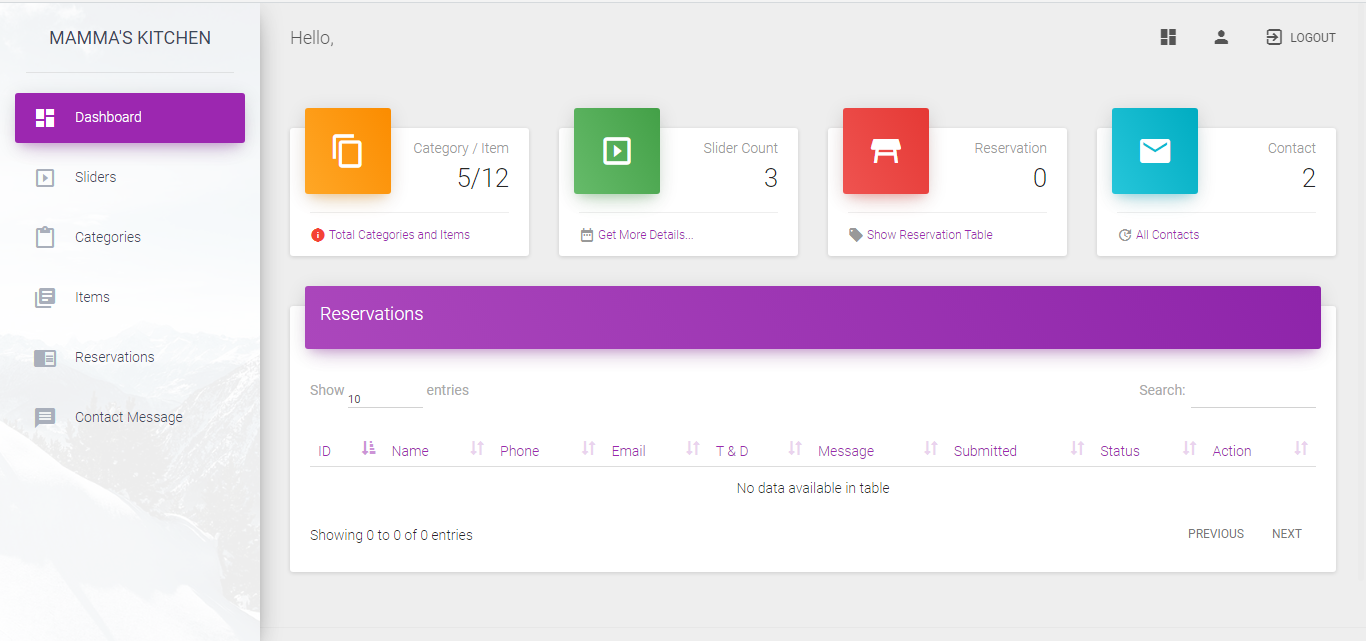 MAMMA'S KITCHEN
Hello,
LOGOUT
Dashboard
Sliders
Categories
Items
Reservations
Contact Message
Category / Item
5/12
Total Categories and Items
Slider Count
3
Get More Details...
Reservation
0
Show Reservation Table
Contact
2
All Contacts
Reservations
Show 10 entries
Search:
ID Name Phone Email T & D Message Submitted Status Action
No data available in table
Showing 0 to 0 of 0 entries
PREVIOUS NEXT